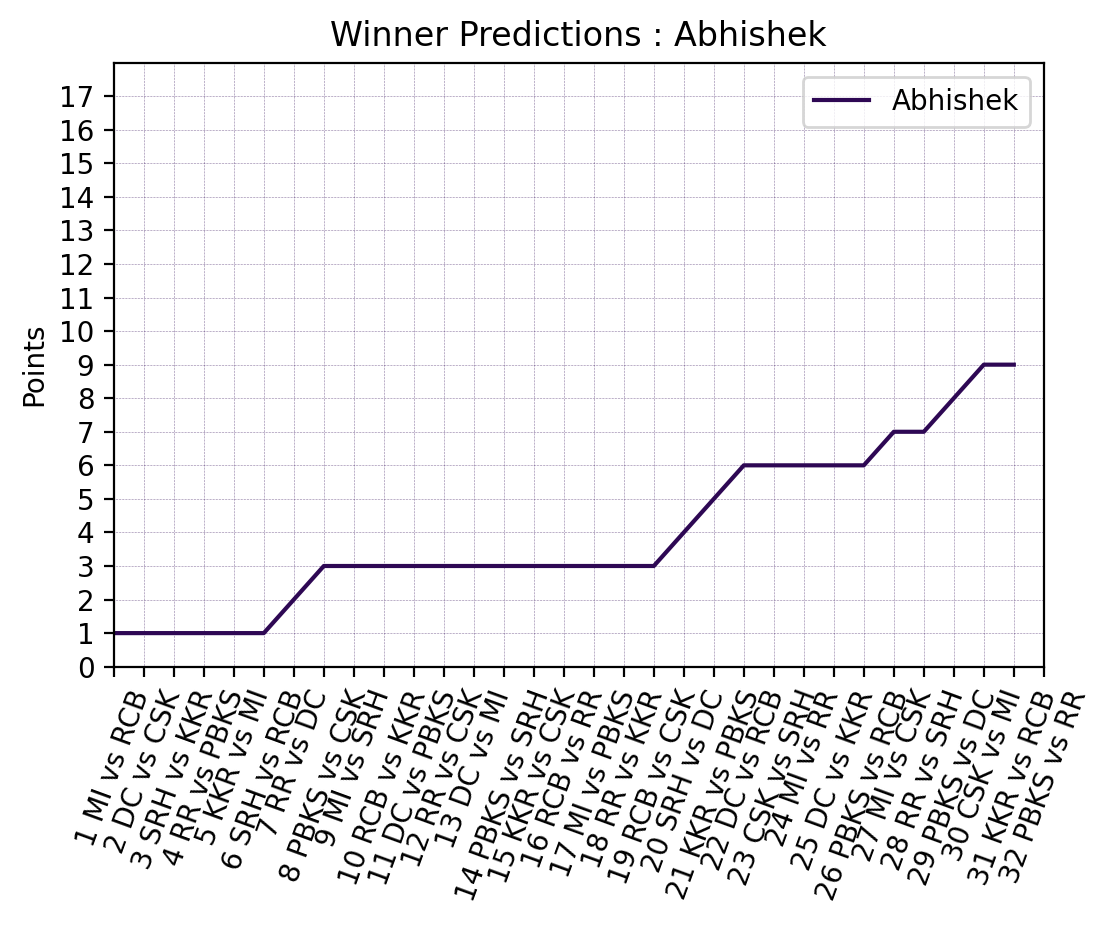 Winner Predictions : Abhishek
Abhishek
Points
17
16
15
14
13
12
11
10
9
8
7
6
5
4
3
2
1
0
1 MI vs RCB
2 DC vs CSK
3 SRH vs KKR
4 RR vs PBKS
5 KKR vs MI
6 SRH vs RCB
7 RR vs DC
8 PBKS vs CSK
9 MI vs SRH
10 RCB vs KKR
11 DC vs PBKS
12 RR vs CSK
13 DC vs MI
14 PBKS vs SRH
15 KKR vs CSK
16 RCB vs RR
17 MI vs PBKS
18 RR vs KKR
19 RCB vs CSK
20 SRH vs DC
21 KKR vs PBKS
22 DC vs RCB
23 CSK vs SRH
24 MI vs RR
25 DC vs KKR
26 PBKS vs RCB
27 MI vs CSK
28 RR vs SRH
29 PBKS vs DC
30 CSK vs MI
31 KKR vs RCB
32 PBKS vs RR